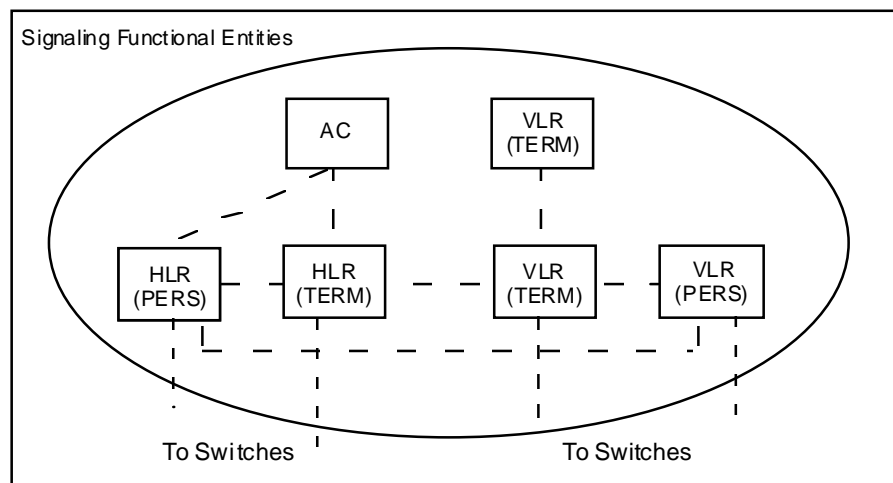 Signaling Functional Entities
AC
VLR
(TERM)
HLR
(PERS)
HLR
(TERM)
VLR
(TERM)
VLR
(PERS)
To Switches
To Switches